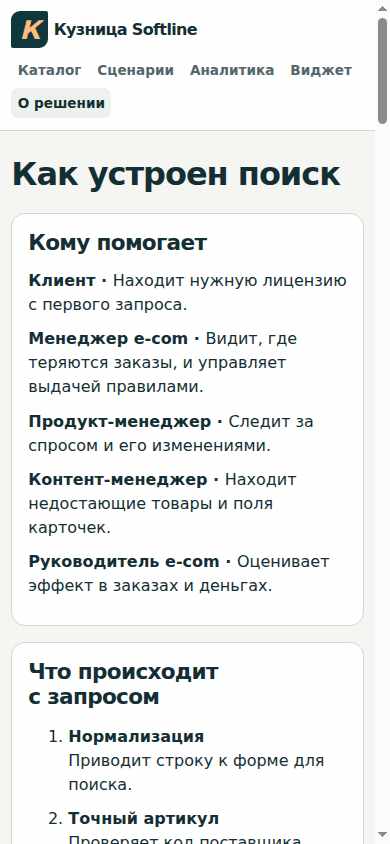 К Кузница Softline
Каталог Сценарии Аналитика Виджет
О решении
Как устроен поиск
Кому помогает
Клиент · Находит нужную лицензию
с первого запроса.
Менеджер e-com · Видит, где
теряются заказы, и управляет
выдачей правилами.
Продукт-менеджер · Следит за
спросом и его изменениями.
Контент-менеджер · Находит
недостающие товары и поля
карточек.
Руководитель e-com · Оценивает
эффект в заказах и деньгах.
Что происходит
с запросом
1. Нормализация
Приводит строку к форме для
поиска.
2. Точный артикул
Проверяет код поставщика